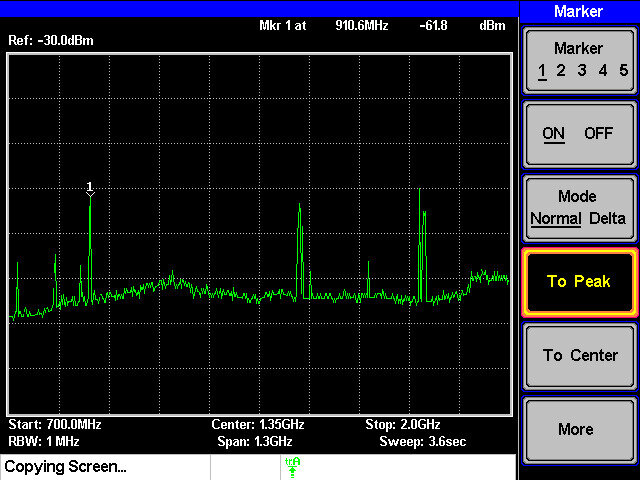 Marker
Mkr 1 at 910.6MHz -61.8 dBm
Ref: -30.0dBm
1
Marker
1 2 3 4 5
ON OFF
Mode
Normal Delta
To Peak
To Center
More
Start: 700.0MHz Center: 1.35GHz Stop: 2.0GHz
RBW: 1 MHz Span: 1.3GHz Sweep: 3.6sec
Copying Screen... trA